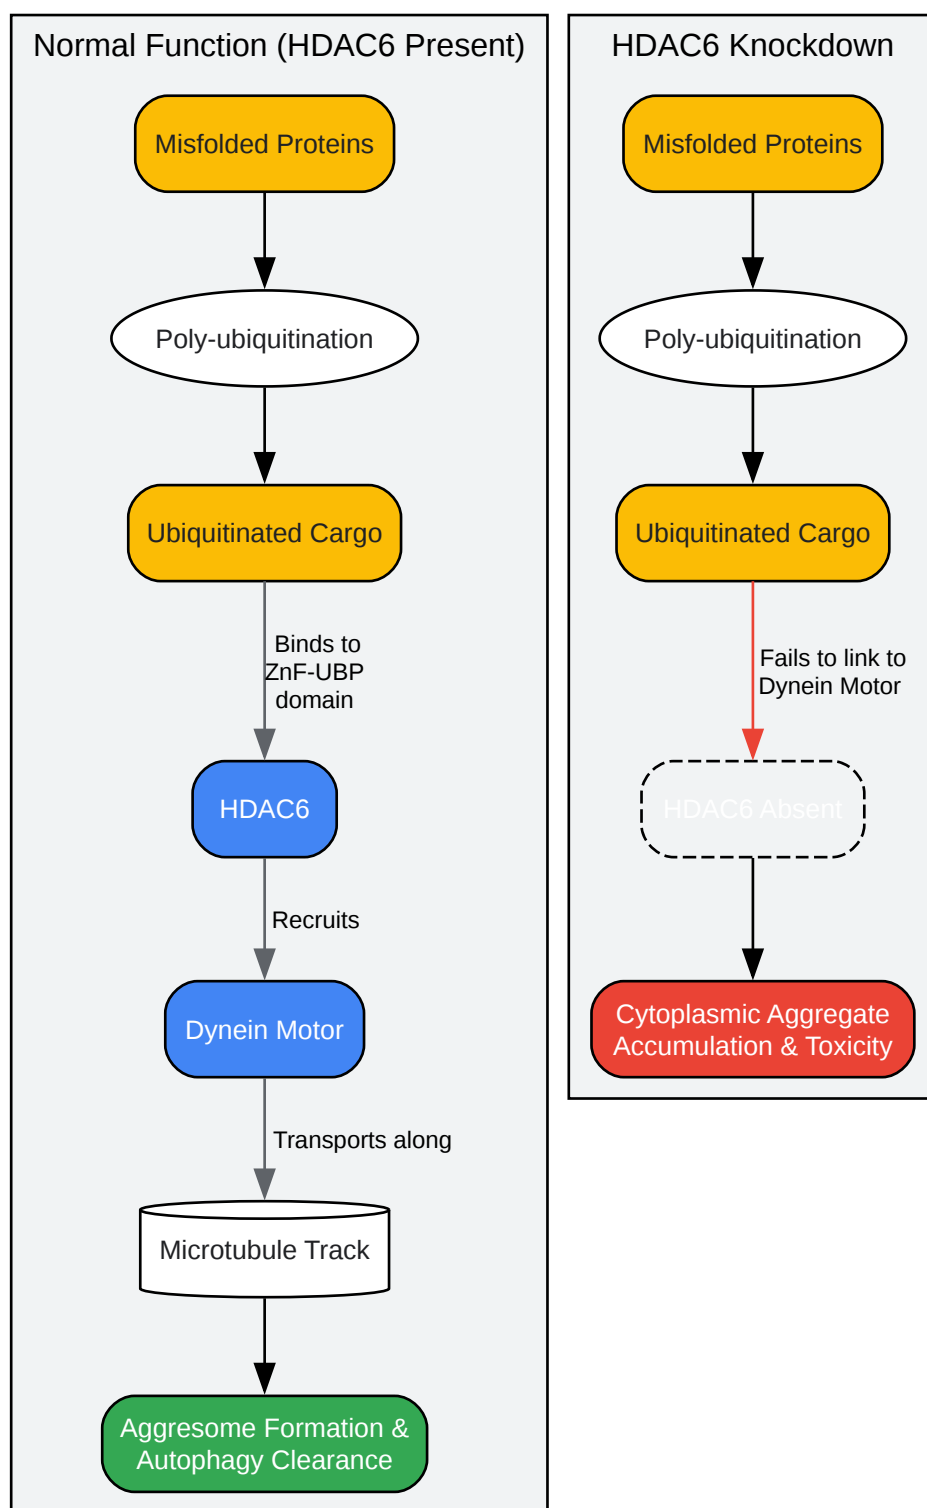 Normal Function (HDAC6 Present)
Misfolded Proteins
Poly-ubiquitination
Ubiquitinated Cargo
Binds to
ZnF-UBP
domain
HDAC6
Recruits
Dynein Motor
Transports along
Microtubule Track
Aggresome Formation &
Autophagy Clearance
HDAC6 Knockdown
Misfolded Proteins
Poly-ubiquitination
Ubiquitinated Cargo
Fails to link to
Dynein Motor
HDAC6 Absent
Cytoplasmic Aggregate
Accumulation & Toxicity